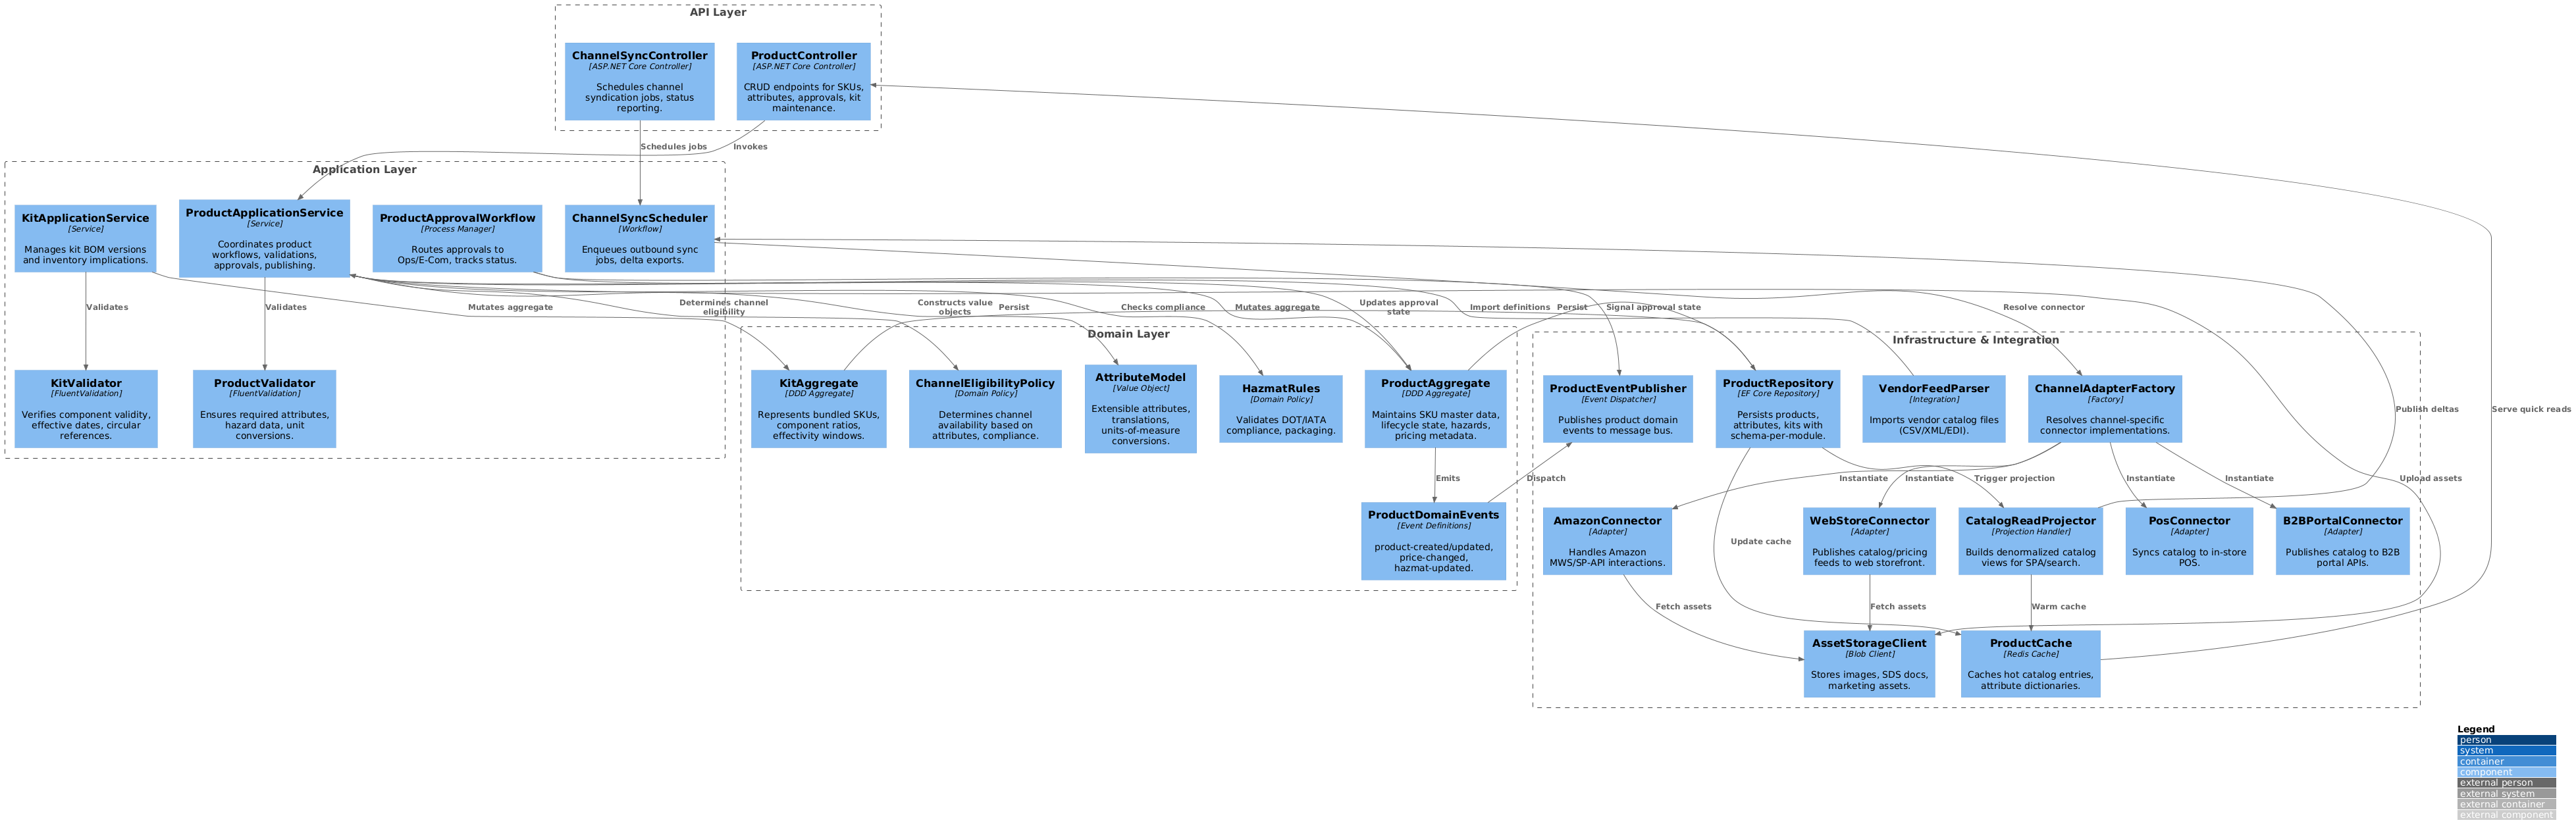 API Layer
ChannelSyncController
[ASP.NET Core Controller]
Schedules channel
syndication jobs, status
reporting.
ProductController
[ASP.NET Core Controller]
CRUD endpoints for SKUs,
attributes, approvals, kit
maintenance.
Schedules jobs
Invokes
Application Layer
KitApplicationService
[Service]
Manages kit BOM versions
and inventory implications.
ProductApplicationService
[Service]
Coordinates product
workflows, validations,
approvals, publishing.
ProductApprovalWorkflow
[Process Manager]
Routes approvals to
Ops/E-Com, tracks status.
ChannelSyncScheduler
[Workflow]
Enqueues outbound sync
jobs, delta exports.
Validates
Validates
Mutates aggregate
Determines channel
eligibility
Constructs value
objects
Persist
Checks compliance
Mutates aggregate
Updates approval
state
Import definitions
Persist
Signal approval state
Resolve connector
KitValidator
[FluentValidation]
Verifies component validity,
effective dates, circular
references.
ProductValidator
[FluentValidation]
Ensures required attributes,
hazard data, unit
conversions.
Domain Layer
KitAggregate
[DDD Aggregate]
Represents bundled SKUs,
component ratios,
effectivity windows.
ChannelEligibilityPolicy
[Domain Policy]
Determines channel
availability based on
attributes, compliance.
AttributeModel
[Value Object]
Extensible attributes,
translations,
units-of-measure
conversions.
HazmatRules
[Domain Policy]
Validates DOT/IATA
compliance, packaging.
ProductAggregate
[DDD Aggregate]
Maintains SKU master data,
lifecycle state, hazards,
pricing metadata.
Emits
Dispatch
ProductDomainEvents
[Event Definitions]
product-created/updated,
price-changed,
hazmat-updated.
Infrastructure & Integration
ProductEventPublisher
[Event Dispatcher]
Publishes product domain
events to message bus.
ProductRepository
[EF Core Repository]
Persists products,
attributes, kits with
schema-per-module.
VendorFeedParser
[Integration]
Imports vendor catalog files
(CSV/XML/EDI).
ChannelAdapterFactory
[Factory]
Resolves channel-specific
connector implementations.
Publish deltas
Serve quick reads
Instantiate
Instantiate
Trigger projection
Instantiate
Instantiate
Upload assets
AmazonConnector
[Adapter]
Handles Amazon
MWS/SP-API interactions.
Update cache
WebStoreConnector
[Adapter]
Publishes catalog/pricing
feeds to web storefront.
CatalogReadProjector
[Projection Handler]
Builds denormalized catalog
views for SPA/search.
PosConnector
[Adapter]
Syncs catalog to in-store
POS.
B2BPortalConnector
[Adapter]
Publishes catalog to B2B
portal APIs.
Fetch assets
Fetch assets
Warm cache
AssetStorageClient
[Blob Client]
Stores images, SDS docs,
marketing assets.
ProductCache
[Redis Cache]
Caches hot catalog entries,
attribute dictionaries.
Legend
person
system
container
component
external person
external system
external container
external component